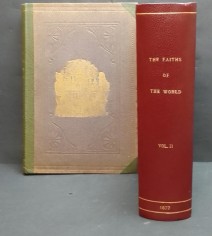 THE FAITHS
OF
THE WORLD
VOL. II
1877